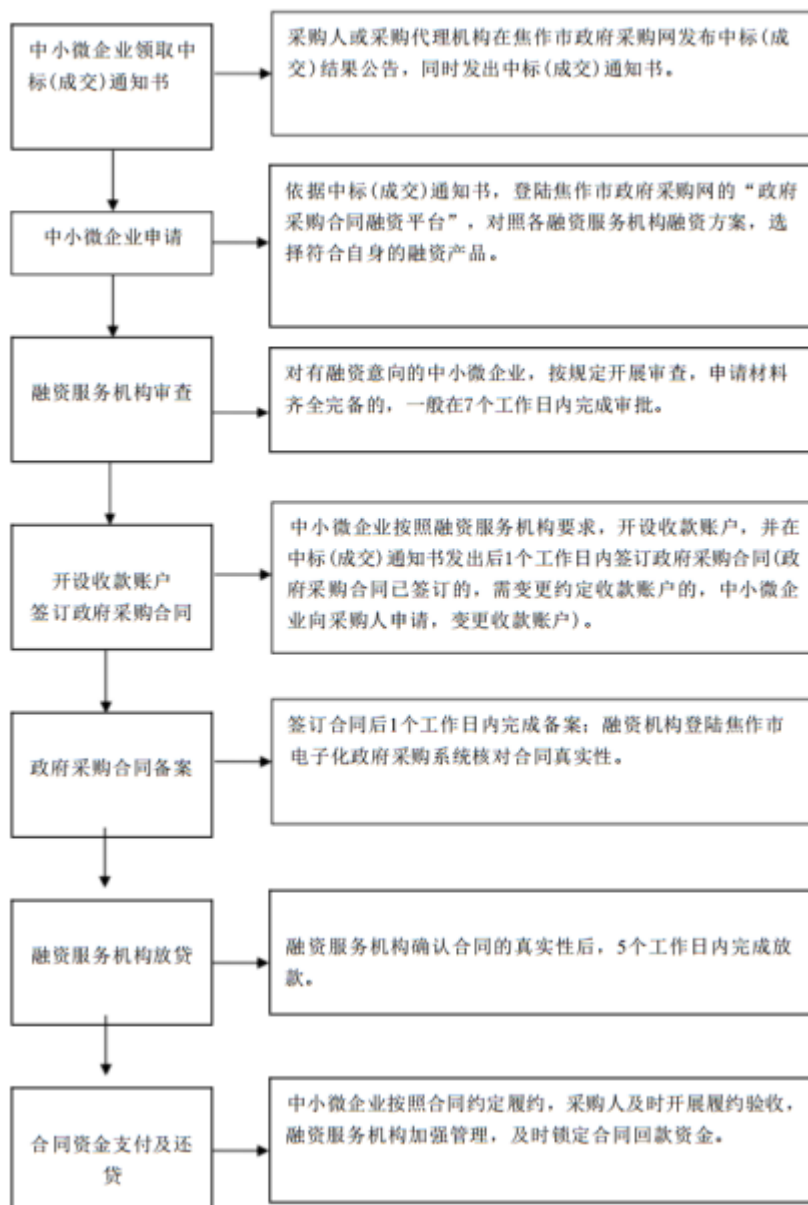 中小微企业领取中
标(成交)通知书
采购人或采购代理机构在焦作市政府采购网发布中标(成
交)结果公告，同时发出中标(成交)通知书。
中小微企业申请
依据中标(成交)通知书，登陆焦作市政府采购网的“政府
采购合同融资平台”，对照各融资服务机构融资方案，选
择符合自身的融资产品。
融资服务机构审查
对有融资意向的中小微企业，按规定开展审查，申请材料
齐全完备的，一般在7个工作日内完成审批。
开设收款账户
签订政府采购合同
中小微企业按照融资服务机构要求，开设收款账户，并在
中标(成交)通知书发出后1个工作日内签订政府采购合同(政
府采购合同已签订的，需变更约定收款账户的，中小微企
业向采购人申请，变更收款账户)。
政府采购合同备案
签订合同后1个工作日内完成备案；融资机构登陆焦作市
电子化政府采购系统核对合同真实性。
融资服务机构放贷
融资服务机构确认合同的真实性后，5个工作日内完成放
款。
合同资金支付及还
贷
中小微企业按照合同约定履约，采购人及时开展履约验收，
融资服务机构加强管理，及时锁定合同回款资金。